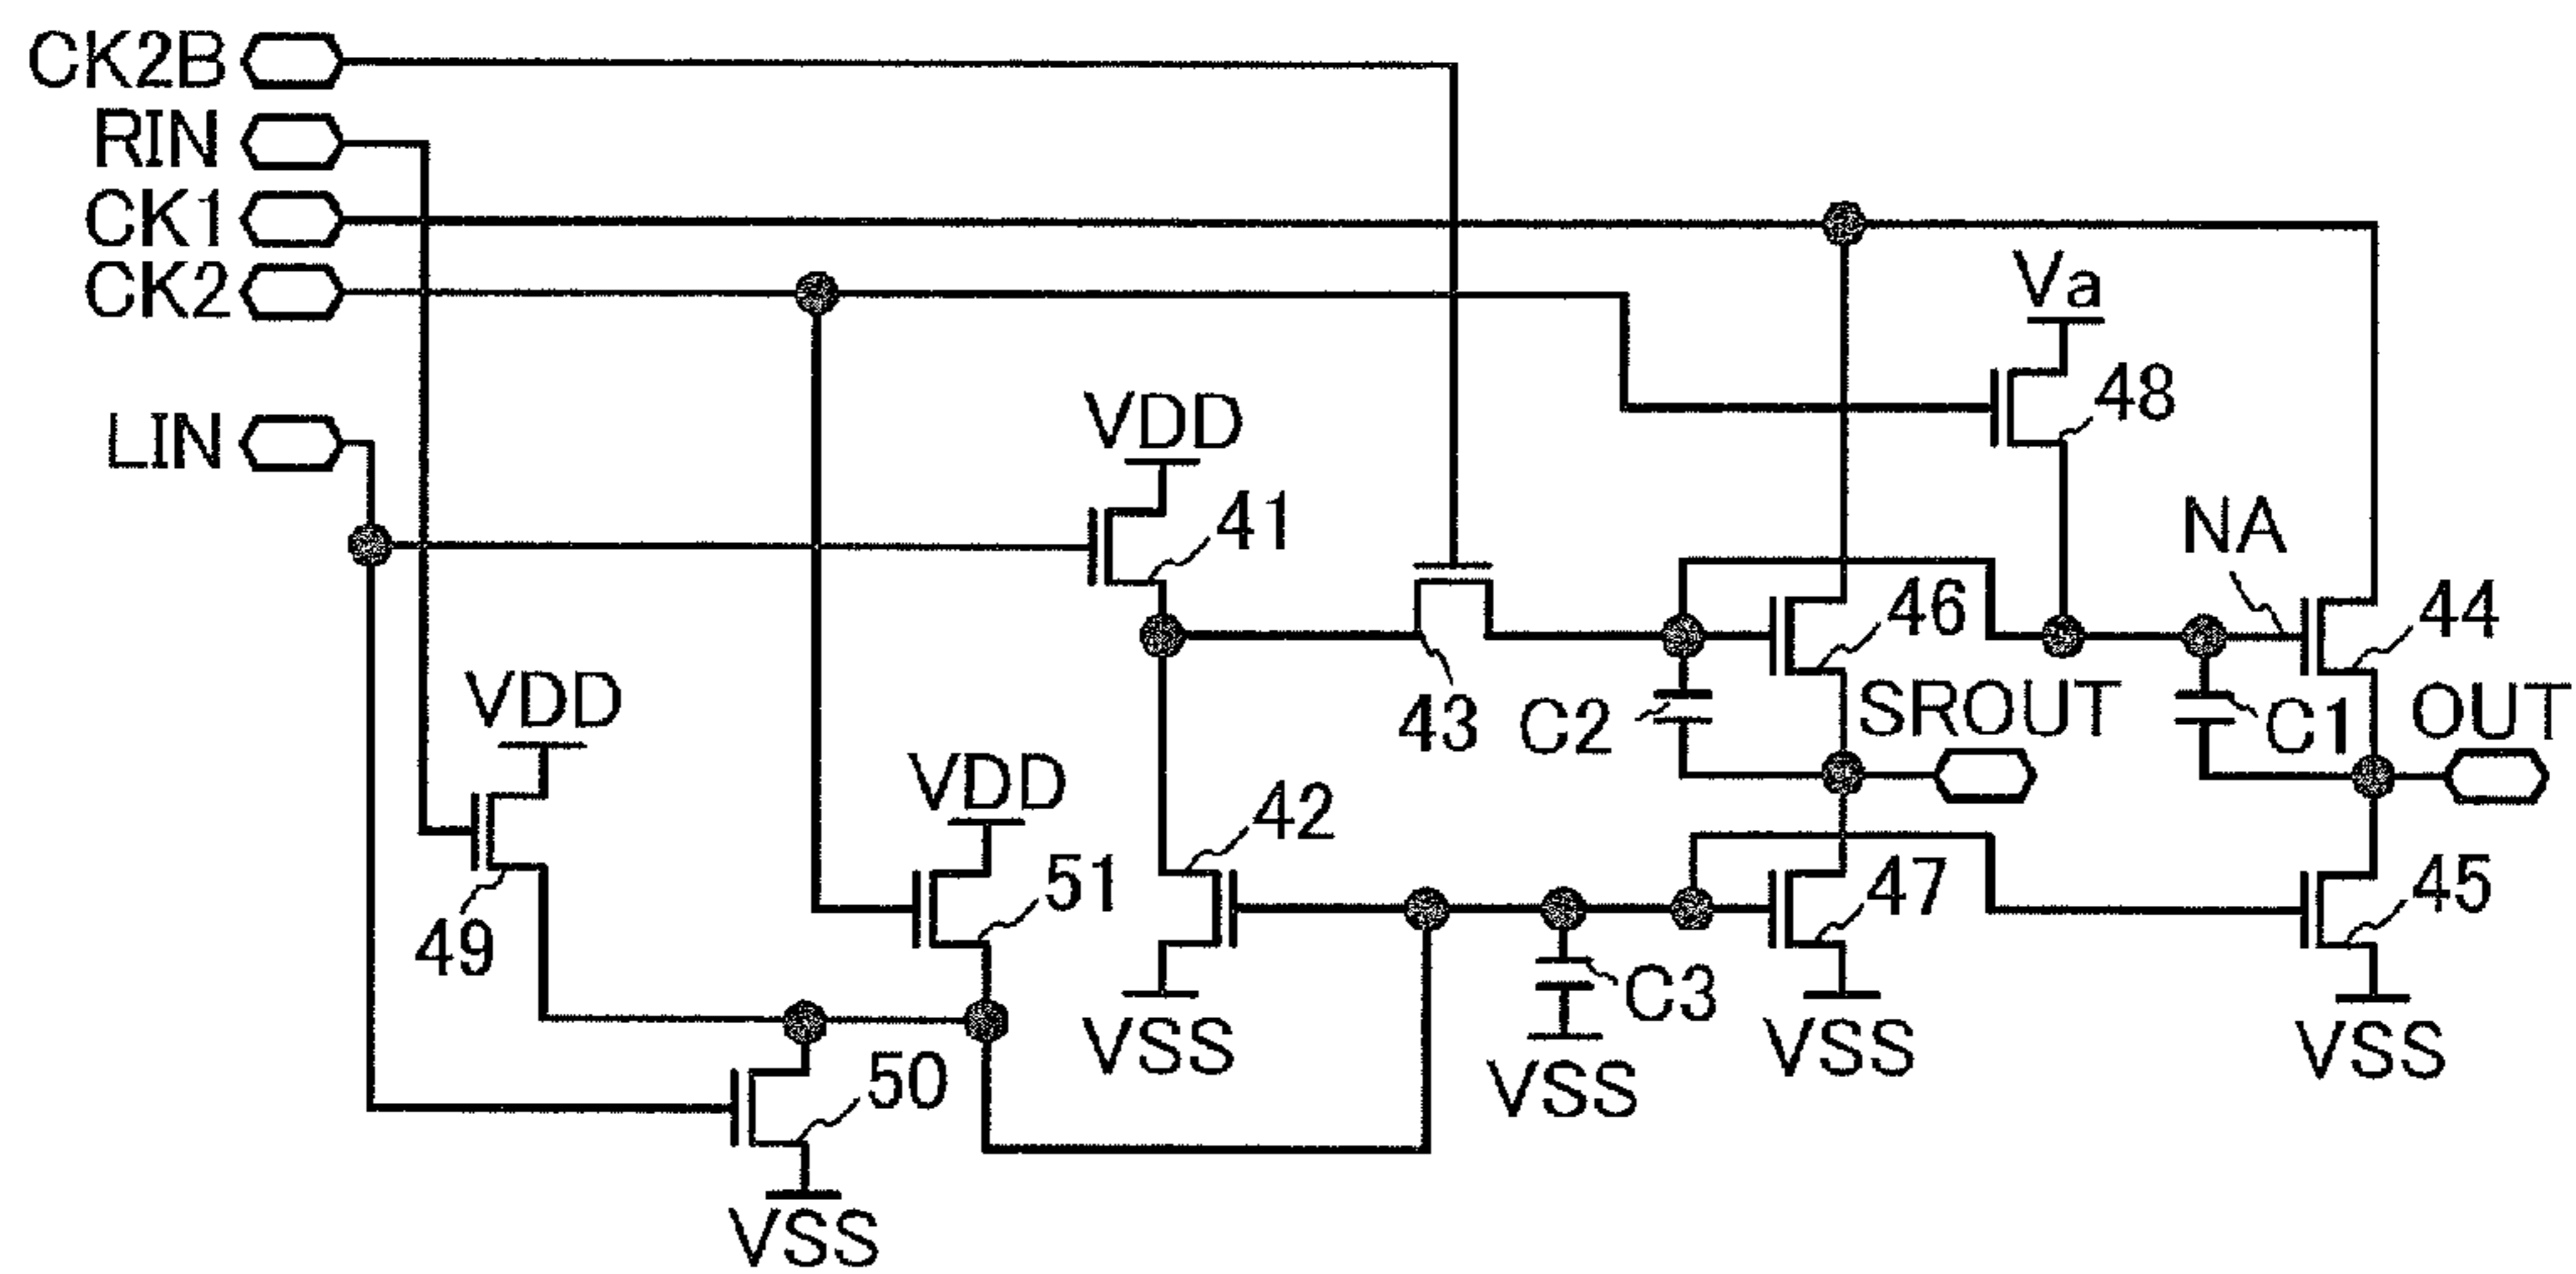 CK2B
RIN
CK1
CK2
LIN
Va
48
VDD
41
NA
46
44
43
C2
SROUT
C1
OUT
VDD
49
VDD
51
42
47
45
C3
VSS
VSS
VSS
VSS
50
VSS